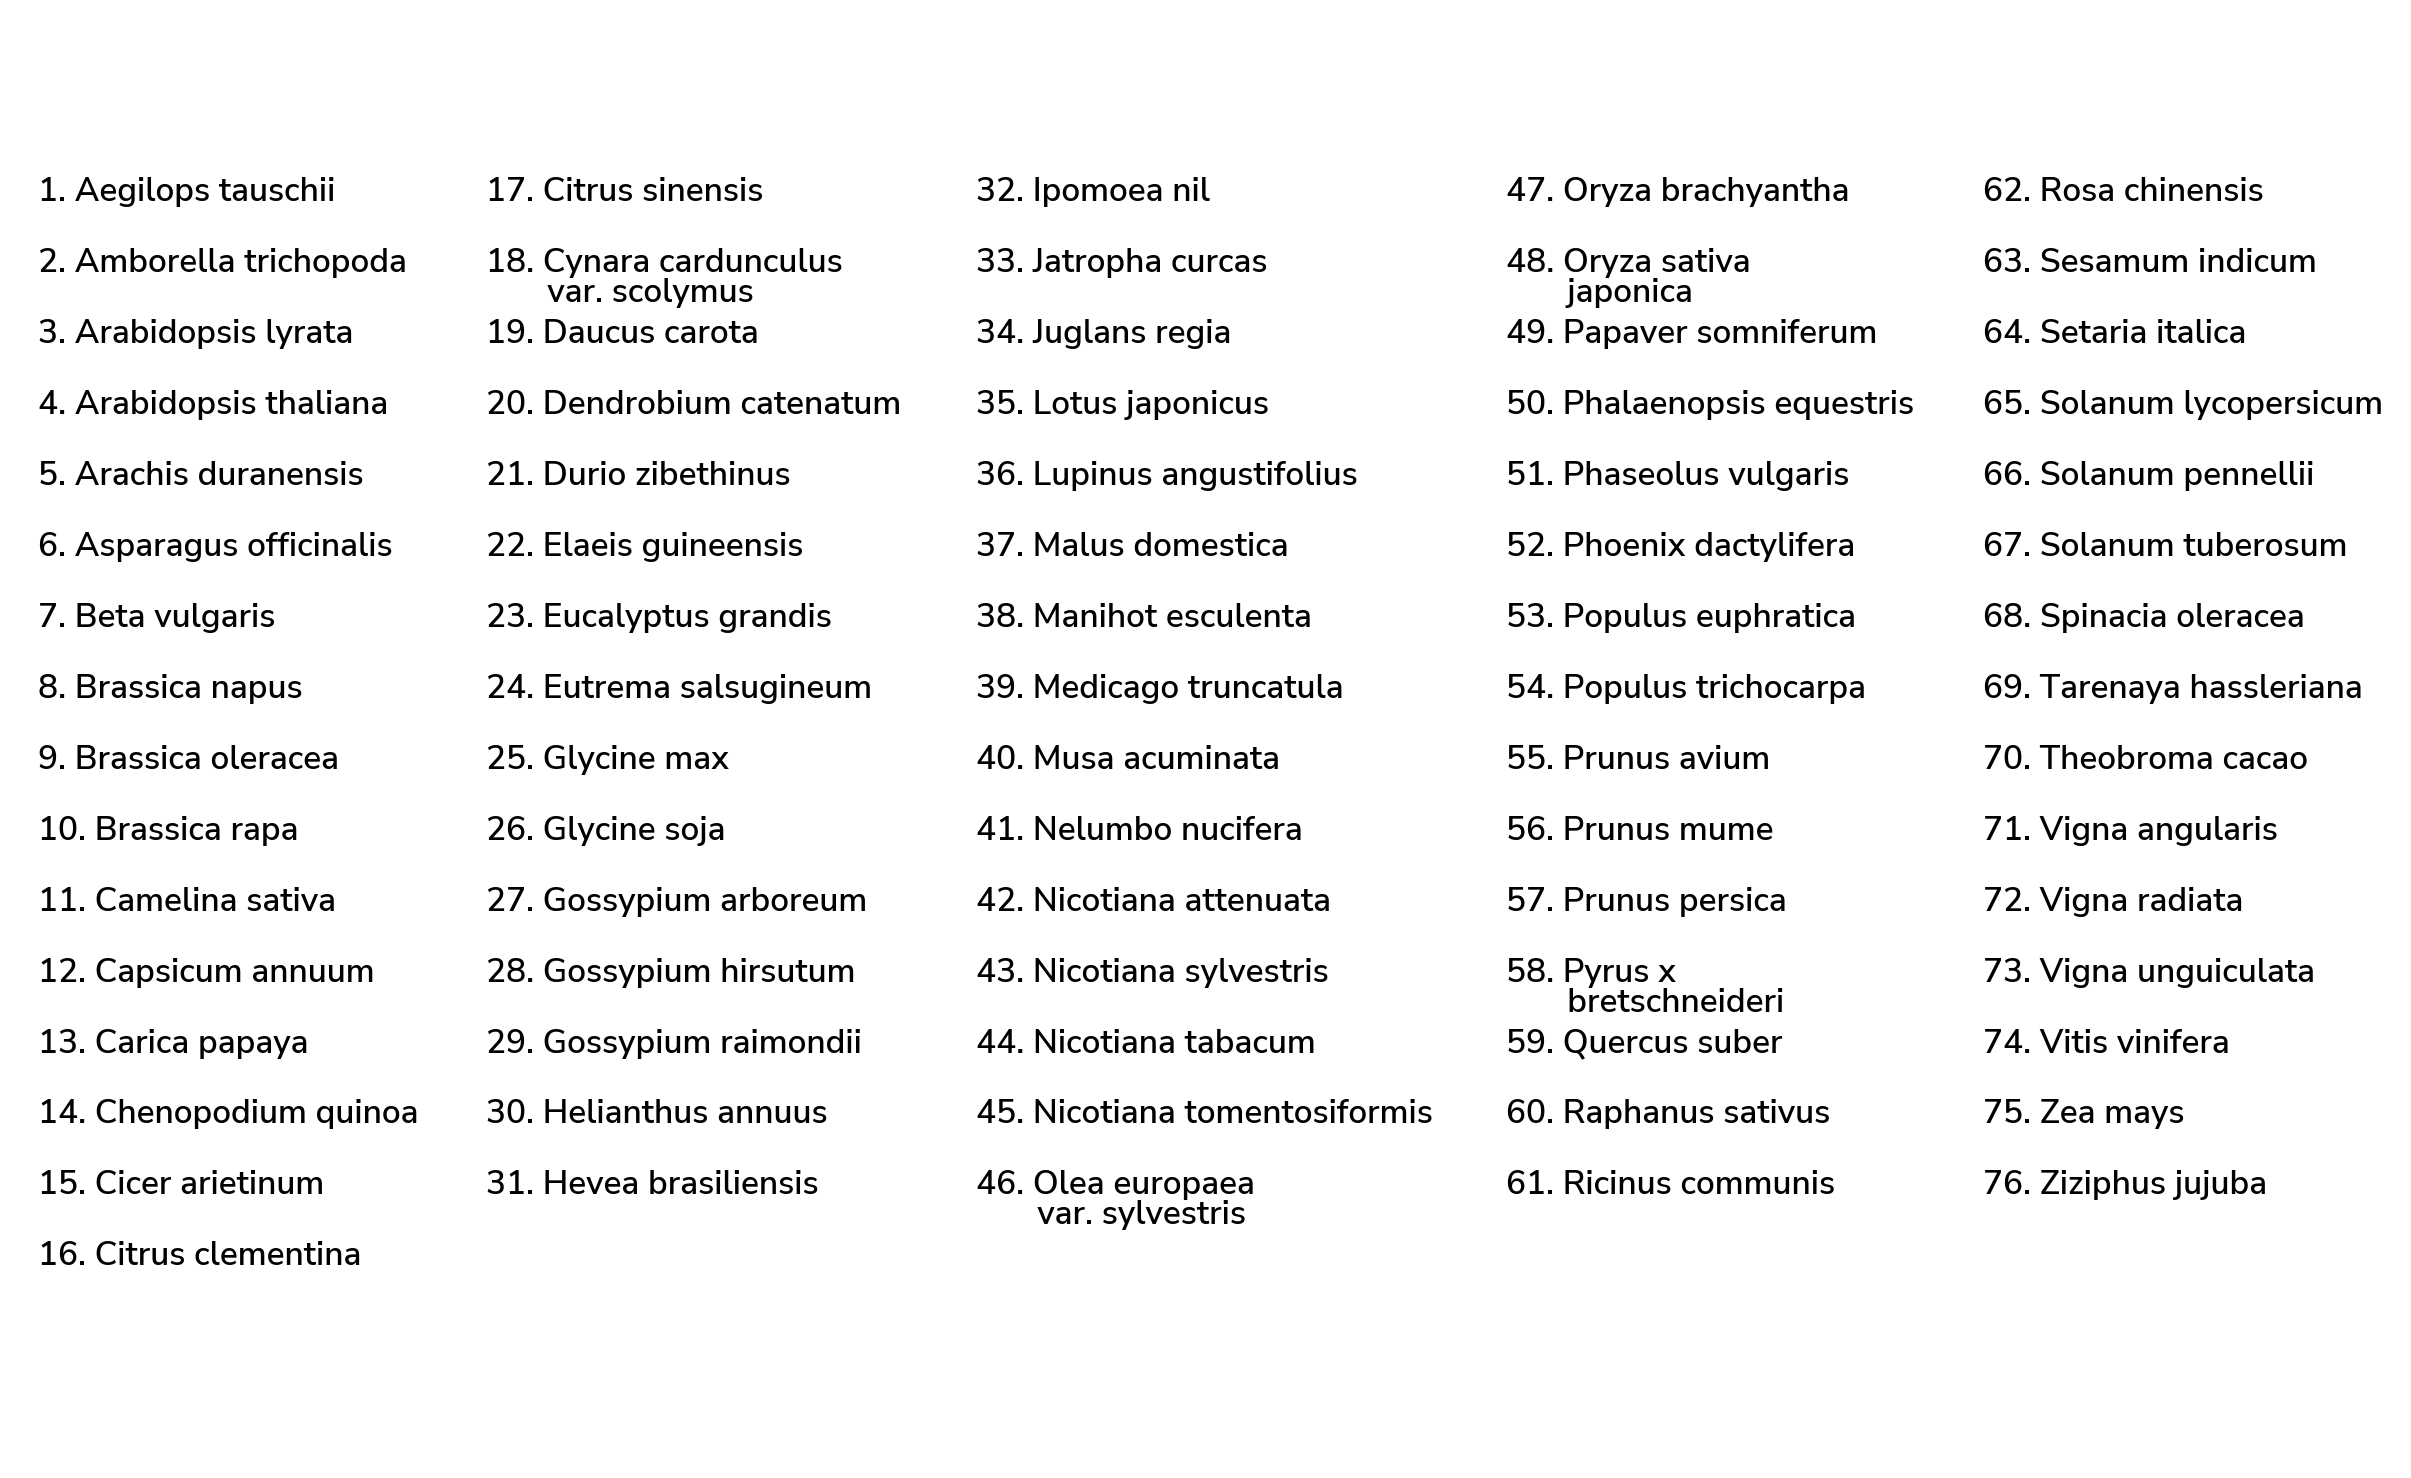 1. Aegilops tauschii
2. Amborella trichopoda
3. Arabidopsis lyrata
4. Arabidopsis thaliana
5. Arachis duranensis
6. Asparagus officinalis
7. Beta vulgaris
8. Brassica napus
9. Brassica oleracea
10. Brassica rapa
11. Camelina sativa
12. Capsicum annuum
13. Carica papaya
14. Chenopodium quinoa
15. Cicer arietinum
16. Citrus clementina
17. Citrus sinensis
18. Cynara cardunculus
var. scolymus
19. Daucus carota
20. Dendrobium catenatum
21. Durio zibethinus
22. Elaeis guineensis
23. Eucalyptus grandis
24. Eutrema salsugineum
25. Glycine max
26. Glycine soja
27. Gossypium arboreum
28. Gossypium hirsutum
29. Gossypium raimondii
30. Helianthus annuus
31. Hevea brasiliensis
32. Ipomoea nil
33. Jatropha curcas
34. Juglans regia
35. Lotus japonicus
36. Lupinus angustifolius
37. Malus domestica
38. Manihot esculenta
39. Medicago truncatula
40. Musa acuminata
41. Nelumbo nucifera
42. Nicotiana attenuata
43. Nicotiana sylvestris
44. Nicotiana tabacum
45. Nicotiana tomentosiformis
46. Olea europaea
var. sylvestris
47. Oryza brachyantha
48. Oryza sativa
japonica
49. Papaver somniferum
50. Phalaenopsis equestris
51. Phaseolus vulgaris
52. Phoenix dactylifera
53. Populus euphratica
54. Populus trichocarpa
55. Prunus avium
56. Prunus mume
57. Prunus persica
58. Pyrus x
bretschneideri
59. Quercus suber
60. Raphanus sativus
61. Ricinus communis
62. Rosa chinensis
63. Sesamum indicum
64. Setaria italica
65. Solanum lycopersicum
66. Solanum pennellii
67. Solanum tuberosum
68. Spinacia oleracea
69. Tarenaya hassleriana
70. Theobroma cacao
71. Vigna angularis
72. Vigna radiata
73. Vigna unguiculata
74. Vitis vinifera
75. Zea mays
76. Ziziphus jujuba